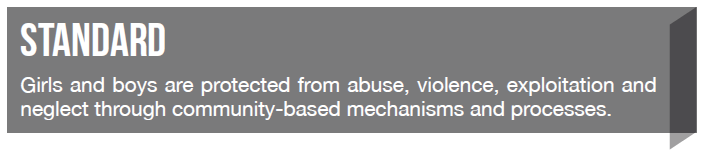 STANDARD
Girls and boys are protected from abuse, violence, exploitation and
neglect through community-based mechanisms and processes.